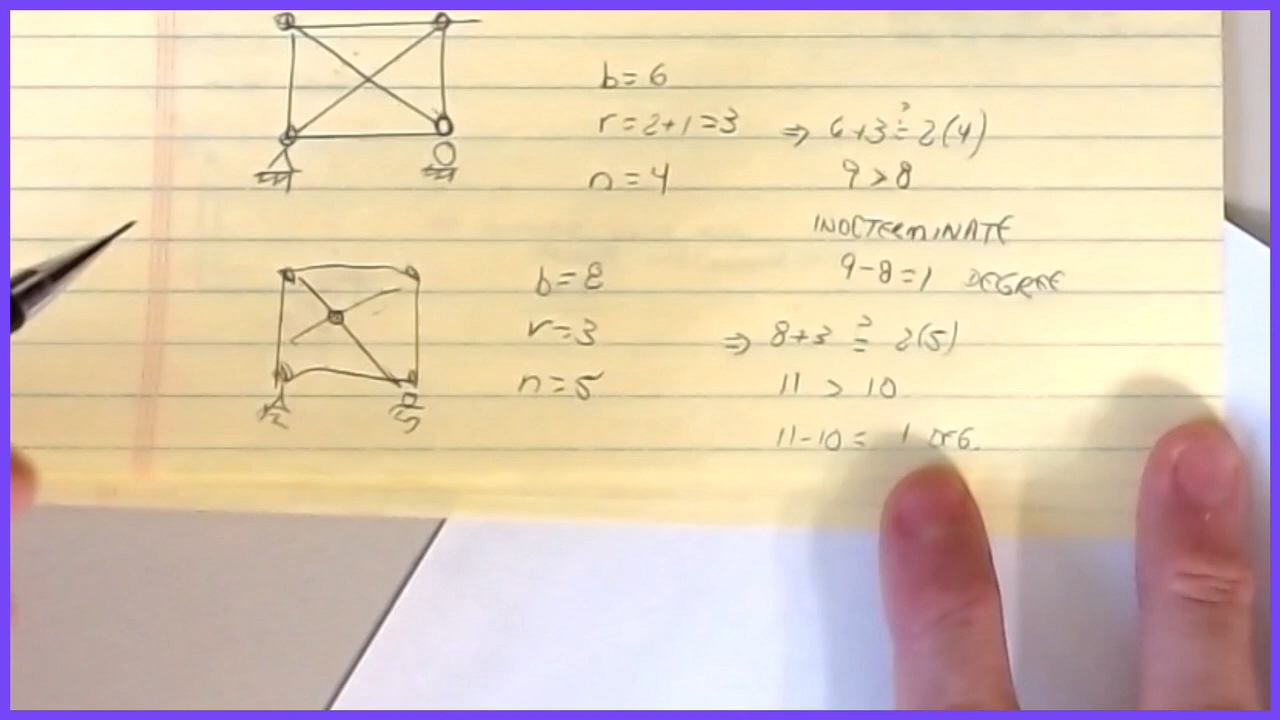 b=6
r=2+1=3 ⇒ 6+3 ≟ 2(4)
n=4 9>8
INDETERMINATE
9-8=1 DEGREE
b=8
r=3 ⇒ 8+3 ≟ 2(5)
n=5 11 > 10
11-10= 1 DEG.